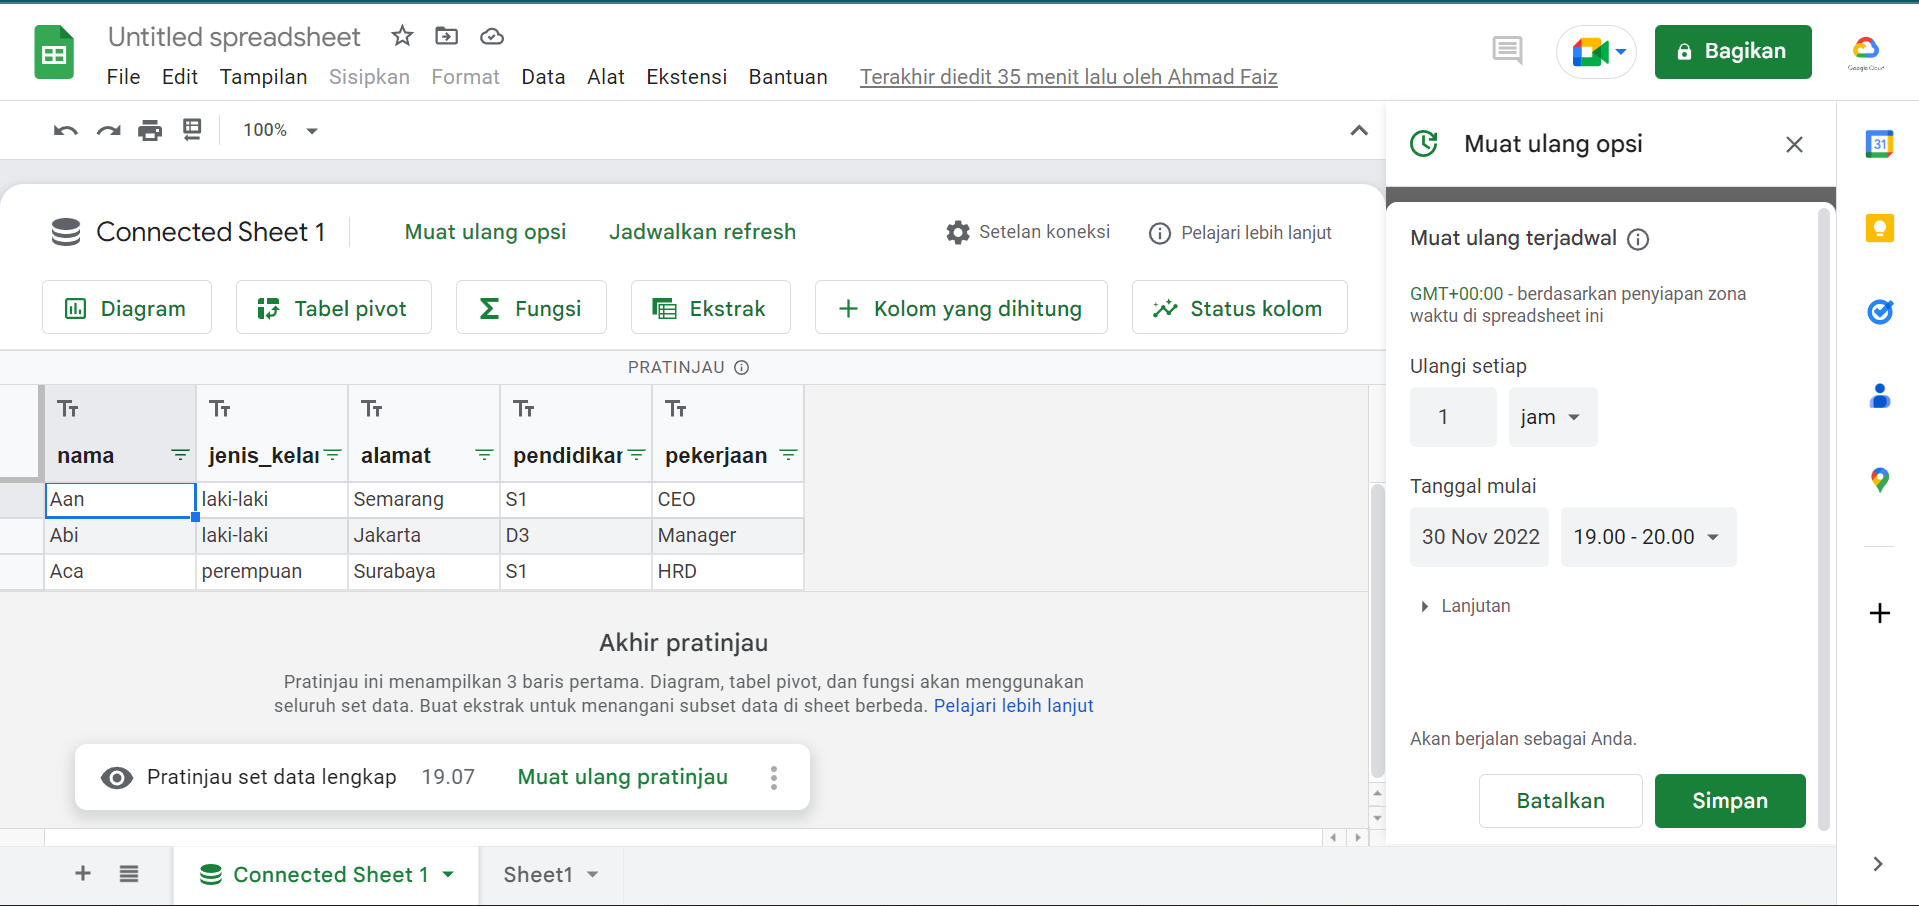 Untitled spreadsheet
File Edit Tampilan Sisipkan Format Data Alat Ekstensi Bantuan Terakhir diedit 35 menit lalu oleh Ahmad Faiz
Bagikan
Google Cloud
100%
Muat ulang opsi
31
Connected Sheet 1
Muat ulang opsi
Jadwalkan refresh
Setelan koneksi
Pelajari lebih lanjut
Diagram
Tabel pivot
Fungsi
Ekstrak
Kolom yang dihitung
Status kolom
PRATINJAU
nama jenis_kelar alamat pendidikar pekerjaan
Aan laki-laki Semarang S1 CEO
Abi laki-laki Jakarta D3 Manager
Aca perempuan Surabaya S1 HRD
Akhir pratinjau
Pratinjau ini menampilkan 3 baris pertama. Diagram, tabel pivot, dan fungsi akan menggunakan
seluruh set data. Buat ekstrak untuk menangani subset data di sheet berbeda. Pelajari lebih lanjut
Pratinjau set data lengkap 19.07 Muat ulang pratinjau
Connected Sheet 1
Sheet1
Muat ulang terjadwal
GMT+00:00 - berdasarkan penyiapan zona
waktu di spreadsheet ini
Ulangi setiap
1 jam
Tanggal mulai
30 Nov 2022 19.00 - 20.00
Lanjutan
Akan berjalan sebagai Anda.
Batalkan
Simpan